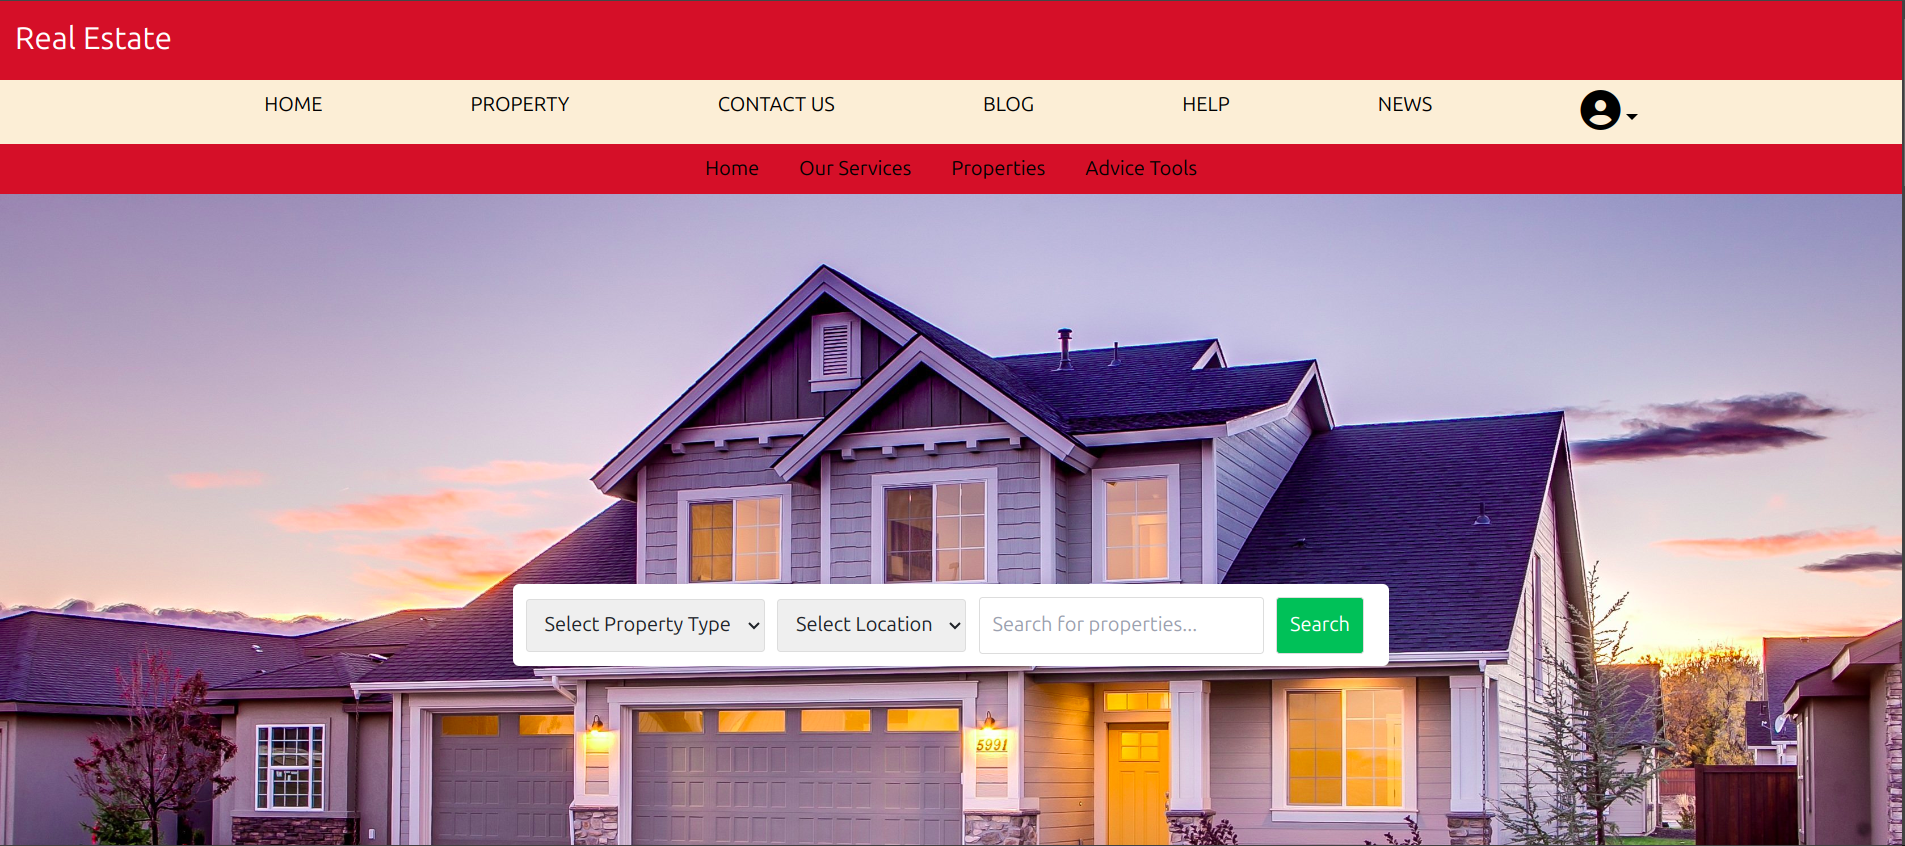 Real Estate
HOME PROPERTY CONTACT US BLOG HELP NEWS
Home Our Services Properties Advice Tools
Select Property Type Select Location Search for properties... Search
5991